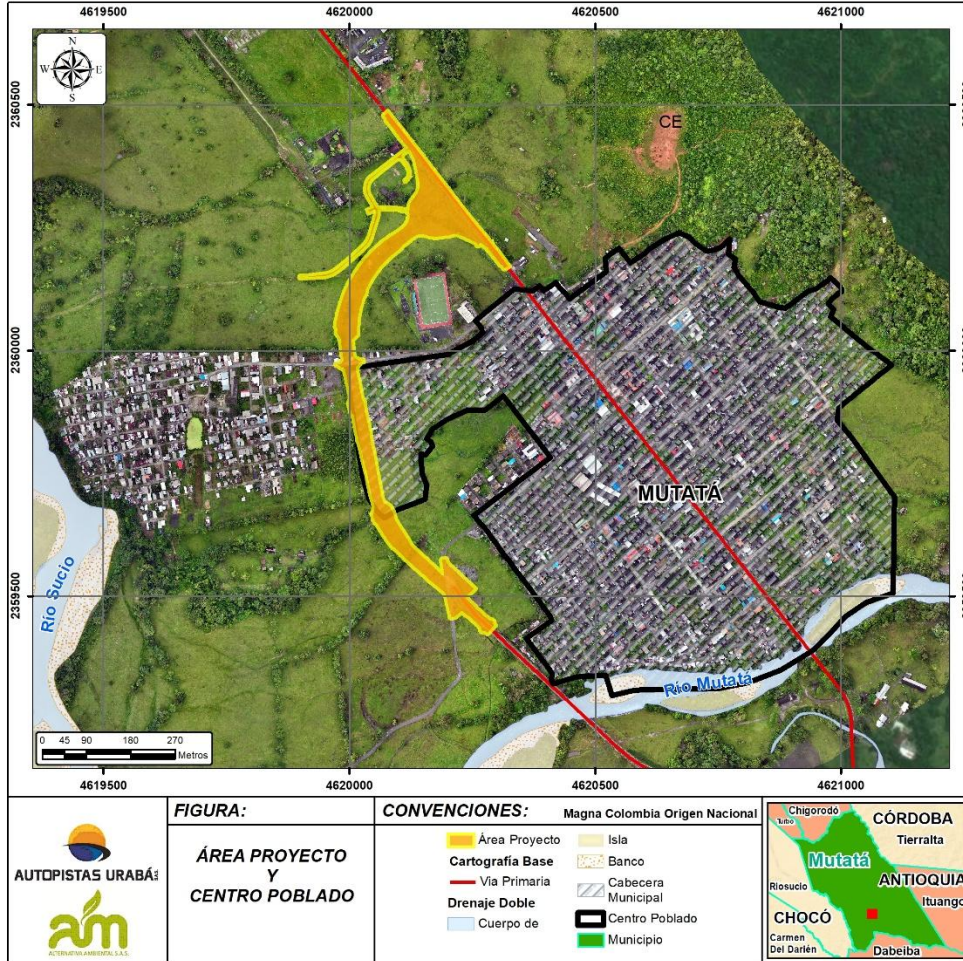 4619500 4620000 4620500 4621000
N
W E
S
2360500
CE
2360000
MUTATÁ
2359500
Río Sucio
Río Mutatá
0 45 90 180 270
Metros
4619500 4620000 4620500 4621000
AUTOPISTAS URABÁ S.A.S.
am
ALTERNATIVA AMBIENTAL S.A.S.
FIGURA:
ÁREA PROYECTO
Y
CENTRO POBLADO
CONVENCIONES: Magna Colombia Origen Nacional
Área Proyecto
Cartografía Base
Via Primaria
Drenaje Doble
Cuerpo de
Isla
Banco
Cabecera
Municipal
Centro Poblado
Municipio
Chigorodó
CÓRDOBA
Turbo
Tierralta
Mutatá
ANTIOQUIA
Riosucio
Ituango
CHOCÓ
Carmen
Del Darién
Dabeiba